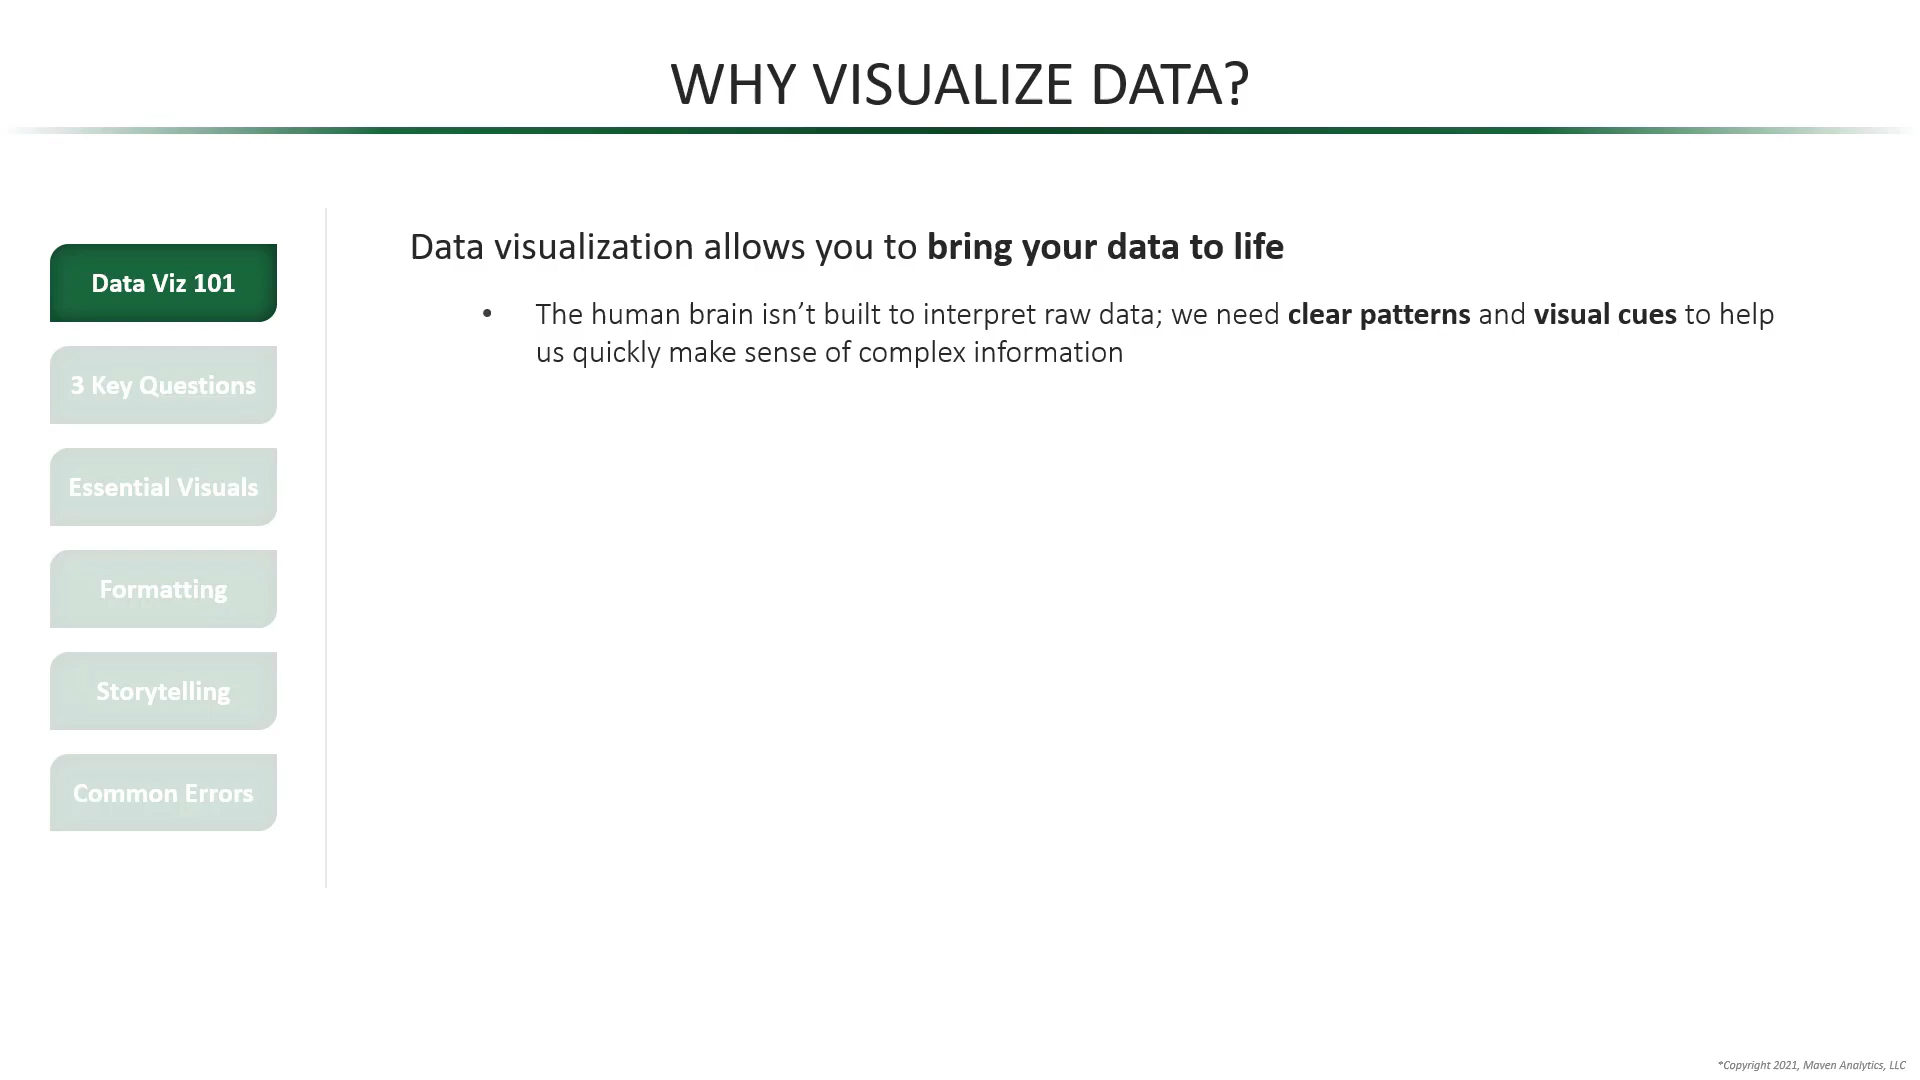 WHY VISUALIZE DATA?
Data Viz 101
3 Key Questions
Essential Visuals
Formatting
Storytelling
Common Errors
Data visualization allows you to bring your data to life
• The human brain isn’t built to interpret raw data; we need clear patterns and visual cues to help
us quickly make sense of complex information
*Copyright 2021, Maven Analytics, LLC